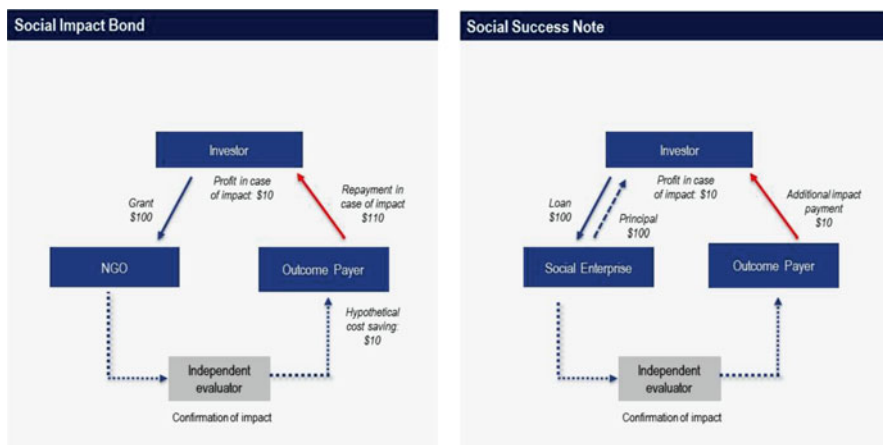 Social Impact Bond
Investor
Grant
$100
Profit in case
of impact: $10
Repayment in
case of impact
$110
NGO
Outcome Payer
Hypothetical
cost saving:
$10
Independent
evaluator
Confirmation of impact
Social Success Note
Investor
Loan
$100
Profit in case
of impact: $10
Principal
$100
Additional impact
payment
$10
Social Enterprise
Outcome Payer
Independent
evaluator
Confirmation of impact